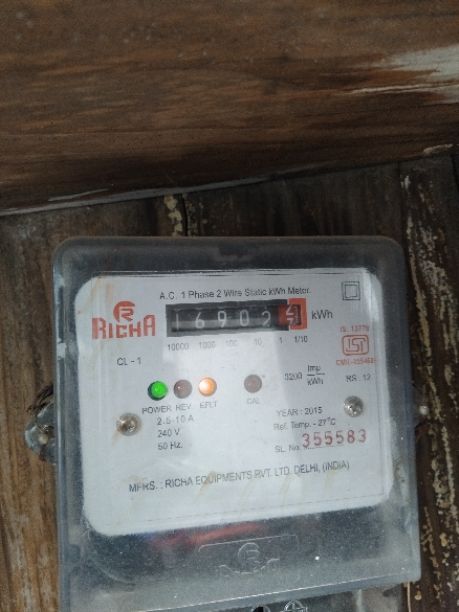 A.C. 1 Phase 2 Wire Static kWh Meter
R
RICHA
16902 kWh
10000 1000 100 10 1 1/10
IS: 13779
ISI
CL - 1
3200 Imp/kWh
RS : 12
POWER REV. EFLT CAL
2.5-10 A
240 V
50 Hz.
YEAR : 2015
Ref. Temp. - 27°C
SL. No. 355583
MFRS. : RICHA EQUIPMENTS PVT. LTD. DELHI, (INDIA)